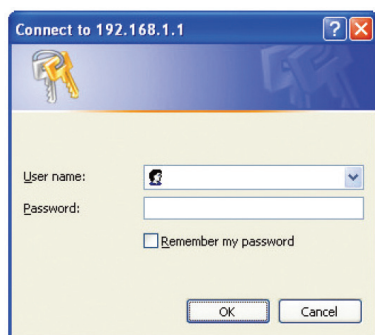 Connect to 192.168.1.1
User name:
Password:
Remember my password
OK Cancel